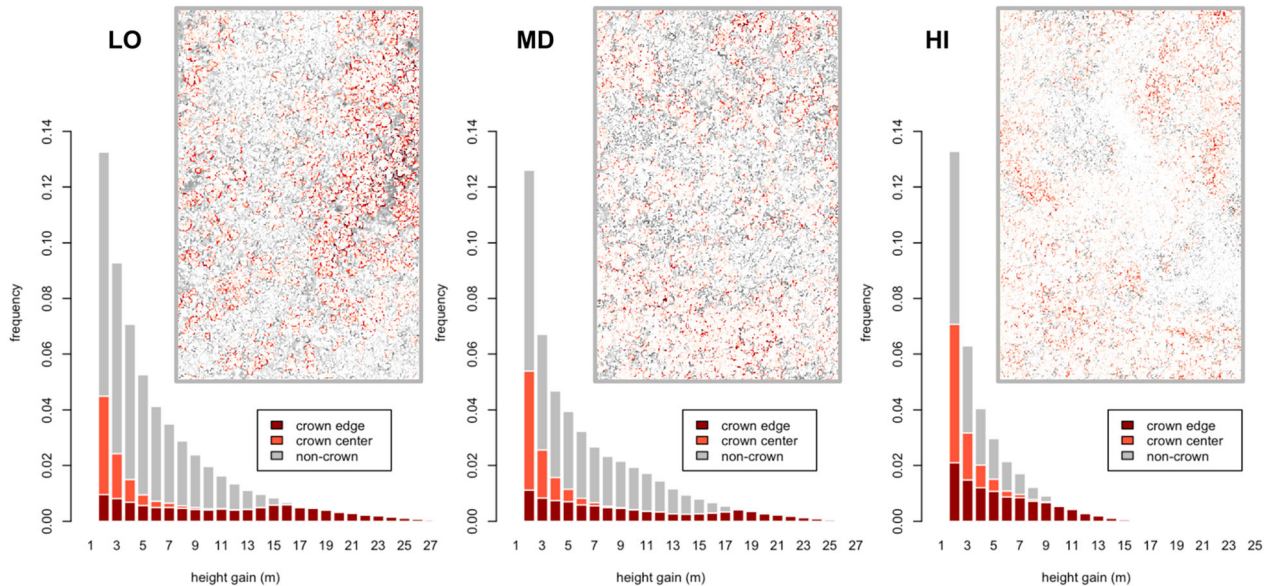 LO
0.14
0.12
0.10
0.08
0.06
0.04
0.02
0.00
frequency
crown edge
crown center
non-crown
1 3 5 7 9 11 13 15 17 19 21 23 25 27
height gain (m)
MD
0.14
0.12
0.10
0.08
0.06
0.04
0.02
0.00
frequency
crown edge
crown center
non-crown
1 3 5 7 9 11 13 15 17 19 21 23 25 27
height gain (m)
HI
0.14
0.12
0.10
0.08
0.06
0.04
0.02
0.00
frequency
crown edge
crown center
non-crown
1 3 5 7 9 11 13 15 17 19 21 23 25 27
height gain (m)